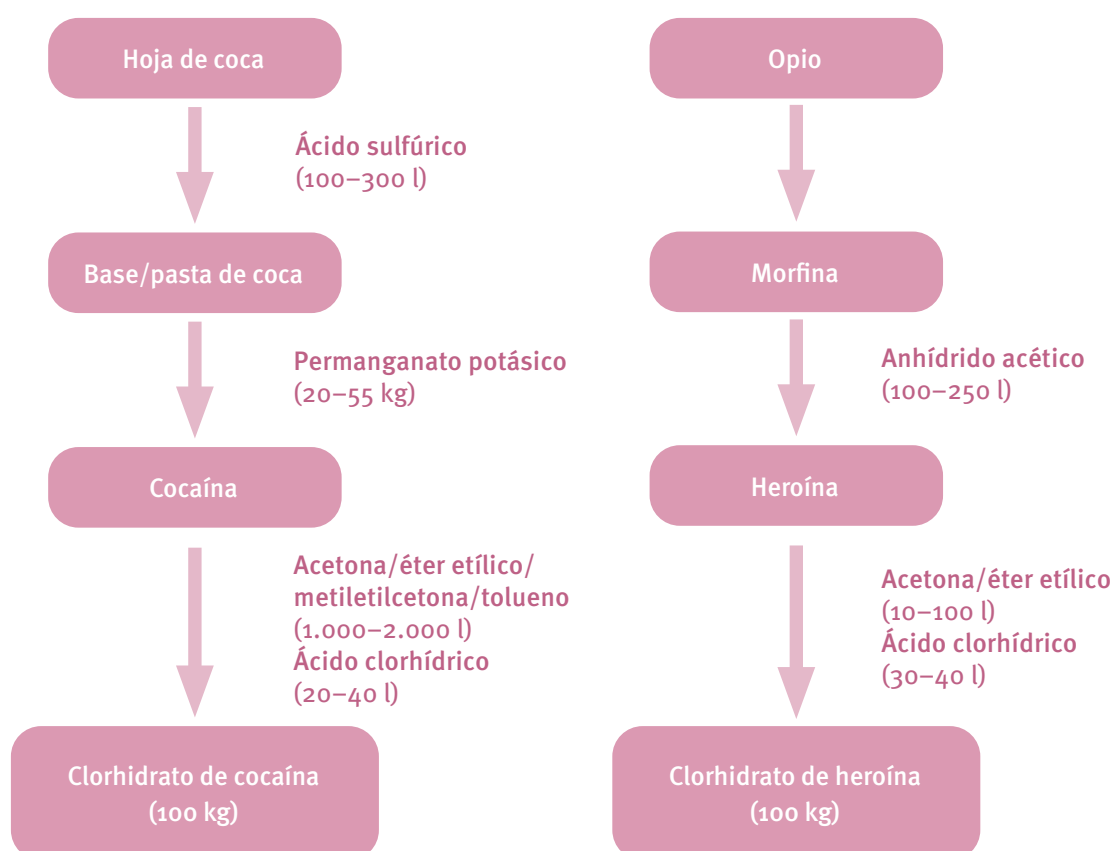 Hoja de coca
Ácido sulfúrico
(100–300 l)
Base/pasta de coca
Permanganato potásico
(20–55 kg)
Cocaína
Acetona/éter etílico/
metiletilcetona/tolueno
(1.000–2.000 l)
Ácido clorhídrico
(20–40 l)
Clorhidrato de cocaína
(100 kg)
Opio
Morfina
Anhídrido acético
(100–250 l)
Heroína
Acetona/éter etílico
(10–100 l)
Ácido clorhídrico
(30–40 l)
Clorhidrato de heroína
(100 kg)